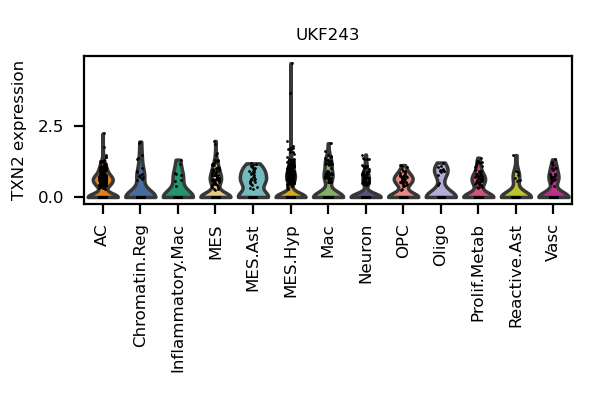 UKF243
TXN2 expression
2.5
0.0
AC
Chromatin.Reg
Inflammatory.Mac
MES
MES.Ast
MES.Hyp
Mac
Neuron
OPC
Oligo
Prolif.Metab
Reactive.Ast
Vasc